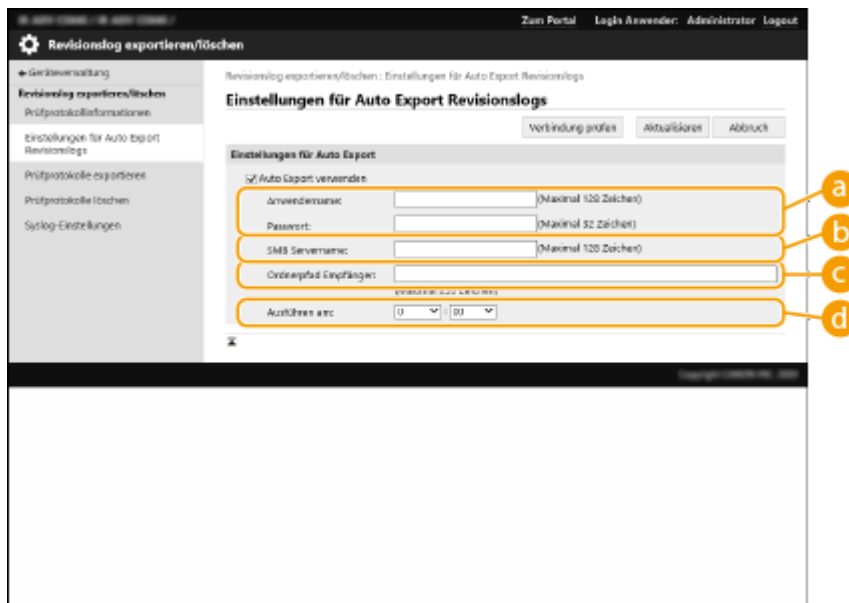 Zum Portal Login Anwender: Administrator Logout
Revisionslog exportieren/löschen
Geräteverwaltung
Revisionslog exportieren/löschen
Prüfprotokollinformationen
Einstellungen für Auto Export
Revisionslogs
Prüfprotokolle exportieren
Prüfprotokolle löschen
Syslog-Einstellungen
Revisionslog exportieren/löschen : Einstellungen für Auto Export Revisionslogs
Einstellungen für Auto Export Revisionslogs
Verbindung prüfen Aktualisieren Abbruch
Einstellungen für Auto Export
Auto Export verwenden
Anwendername: (Maximal 128 Zeichen)
Passwort: (Maximal 32 Zeichen)
SMB Servername: (Maximal 128 Zeichen)
Ordnerpfad Empfänger:
Ausführen am: 0 : 00
a
b
c
d